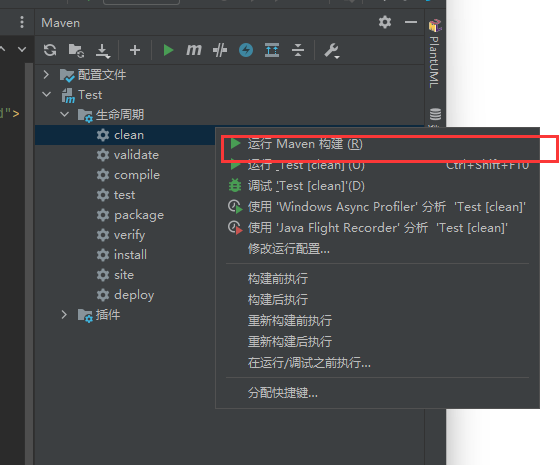 Maven
配置文件
Test
生命周期
clean
validate
compile
test
package
verify
install
site
deploy
插件
运行 Maven 构建 (R)
运行 'Test [clean]'(U) Ctrl+Shift+F10
调试 'Test [clean]'(D)
使用 'Windows Async Profiler' 分析 'Test [clean]'
使用 'Java Flight Recorder' 分析 'Test [clean]'
修改运行配置...
构建前执行
构建后执行
重新构建前执行
重新构建后执行
在运行/调试之前执行...
分配快捷键...
PlantUML
d">